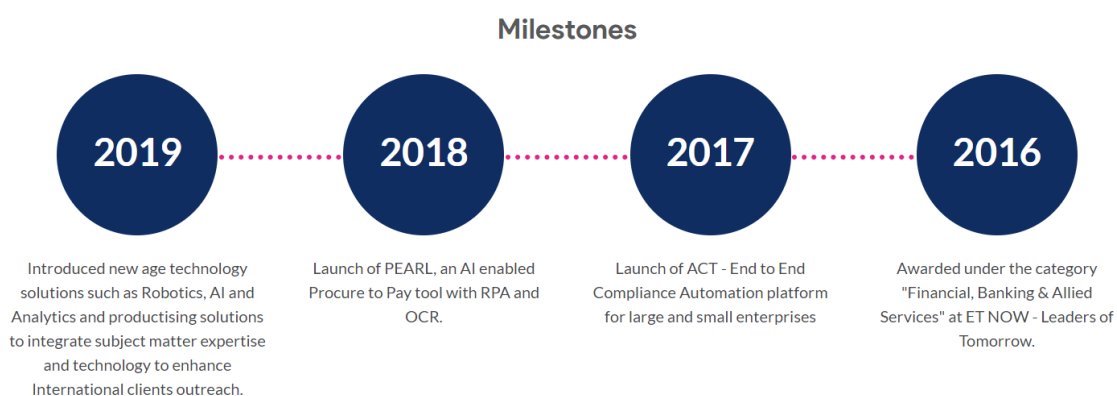 Milestones
2019
Introduced new age technology
solutions such as Robotics, AI and
Analytics and productising solutions
to integrate subject matter expertise
and technology to enhance
International clients outreach.
2018
Launch of PEARL, an AI enabled
Procure to Pay tool with RPA and
OCR.
2017
Launch of ACT - End to End
Compliance Automation platform
for large and small enterprises
2016
Awarded under the category
"Financial, Banking & Allied
Services" at ET NOW - Leaders of
Tomorrow.